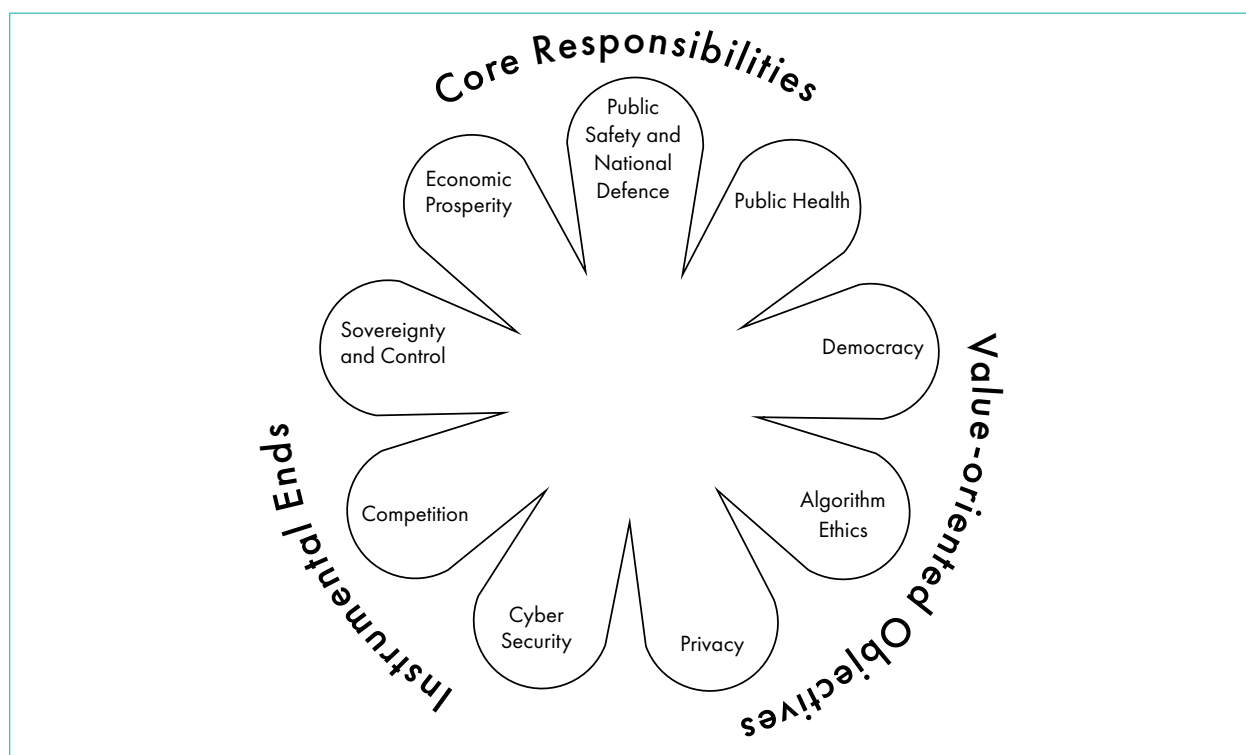 Core Responsibilities
Public
Safety and
National
Defence
Economic
Prosperity
Public Health
Sovereignty
and Control
Democracy
Value-oriented Objectives
Instrumental Ends
Competition
Algorithm
Ethics
Cyber
Security
Privacy